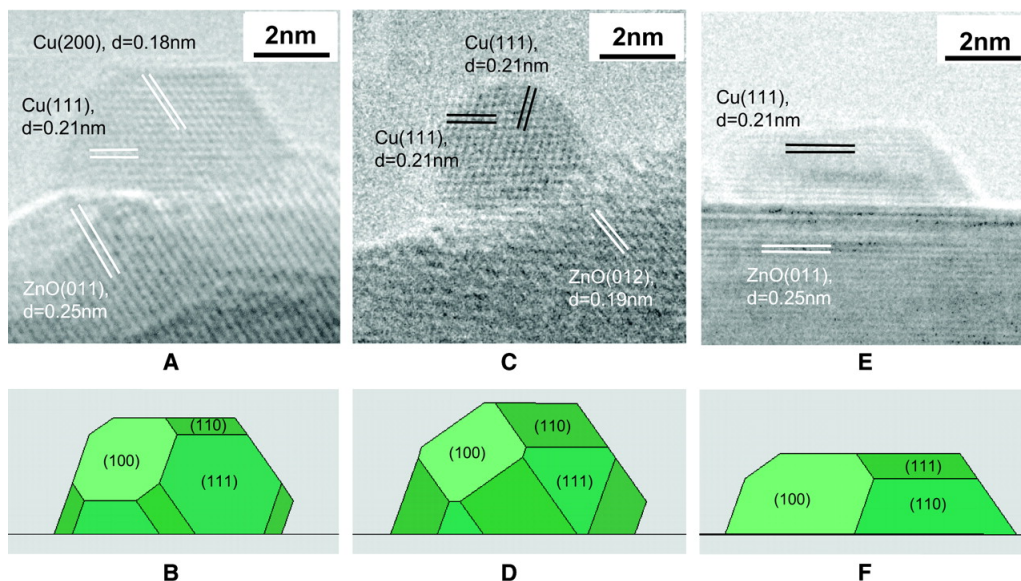 Cu(200), d=0.18nm
2nm
Cu(111),
d=0.21nm
ZnO(011),
d=0.25nm
A
Cu(111),
d=0.21nm
2nm
Cu(111),
d=0.21nm
ZnO(012),
d=0.19nm
C
2nm
Cu(111),
d=0.21nm
ZnO(011),
d=0.25nm
E
(110)
(100)
(111)
B
(110)
(100)
(111)
D
(111)
(100)
(110)
F